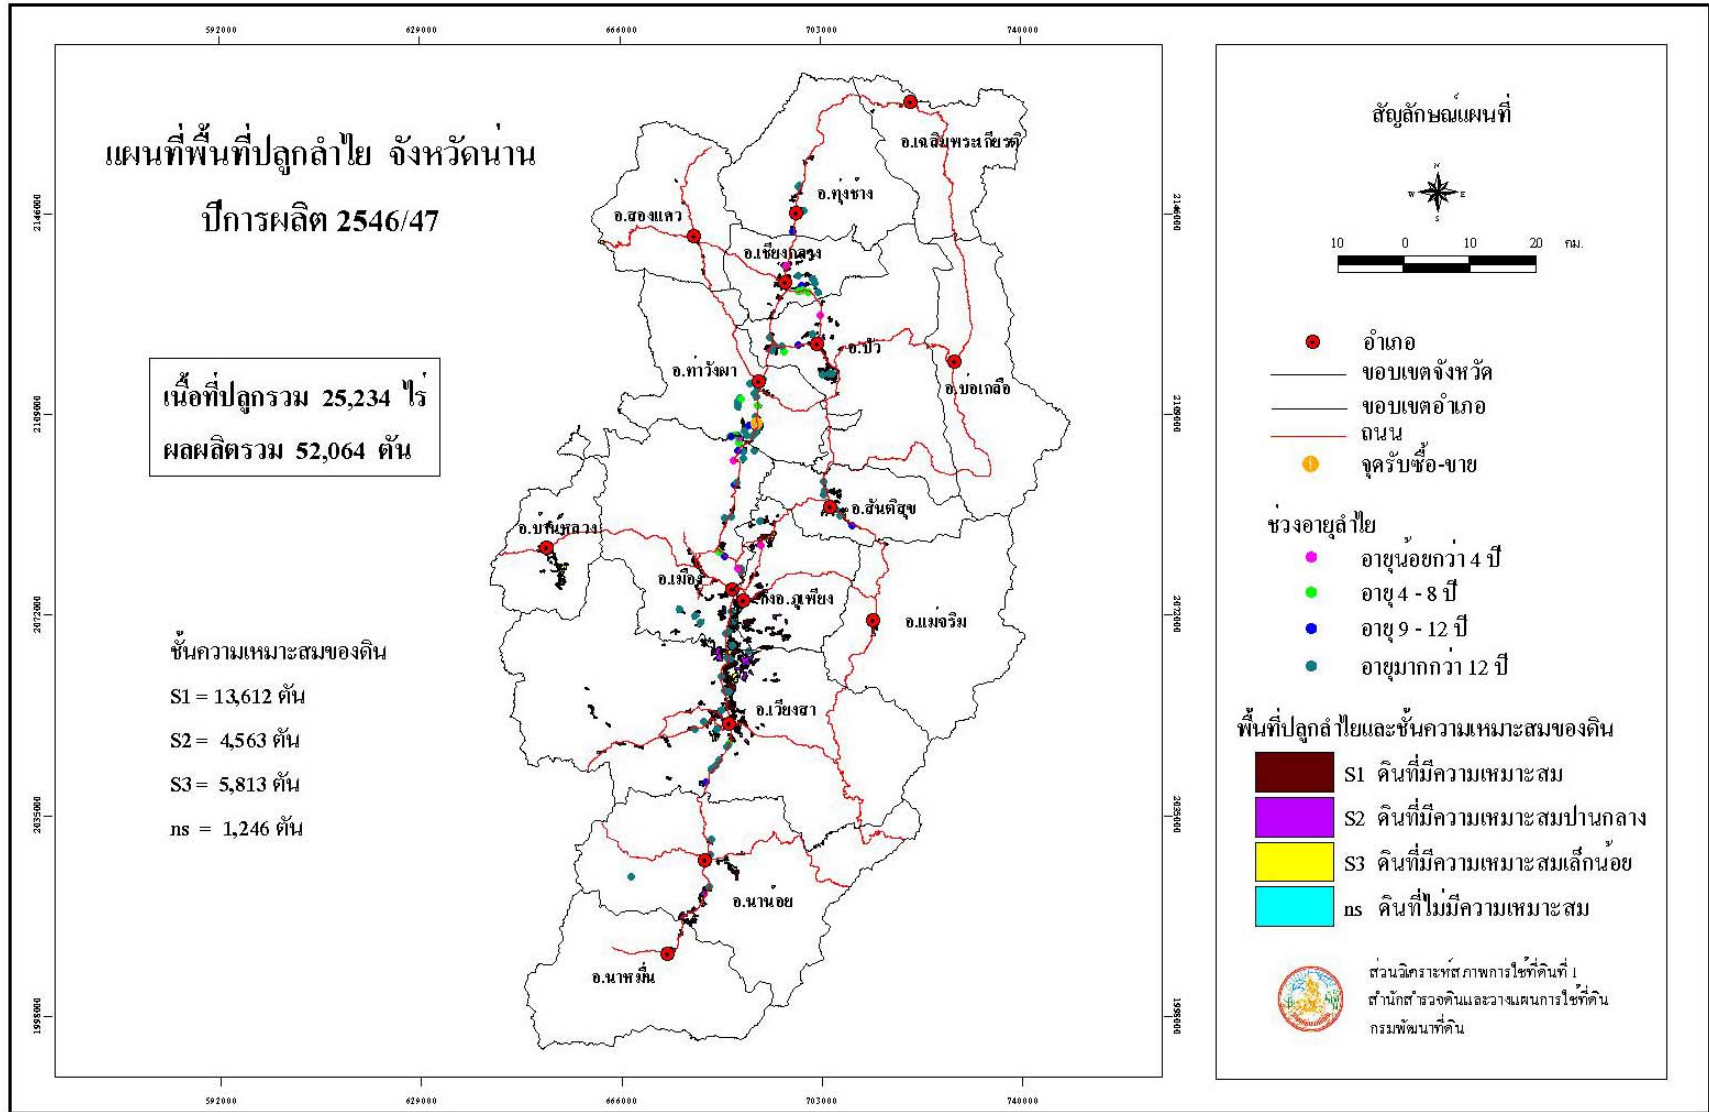 592000 629000 666000 703000 740000
แผนที่พื้นที่ปลูกลำไย จังหวัดน่าน
ปีการผลิต 2546/47
เนื้อที่ปลูกรวม 25,234 ไร่
ผลผลิตรวม 52,064 ตัน
ชั้นความเหมาะสมของดิน
S1 = 13,612 ตัน
S2 = 4,563 ตัน
S3 = 5,813 ตัน
ns = 1,246 ตัน
2146000
2109000
2072000
2035000
1998000
อ.เฉลิมพระเกียรติ
อ.ทุ่งช้าง
อ.สองแคว
อ.เชียงกลาง
อ.ปัว
อ.ท่าวังผา
อ.บ่อเกลือ
อ.สันติสุข
อ.บ้านหลวง
อ.เมือง
กิ่งอ.ภูเพียง
อ.แม่จริม
อ.เวียงสา
อ.นาน้อย
อ.นาหมื่น
2146000
2109000
2072000
2035000
1998000
592000 629000 666000 703000 740000
สัญลักษณ์แผนที่
N
W E
S
10 0 10 20 กม.
อำเภอ
ขอบเขตจังหวัด
ขอบเขตอำเภอ
ถนน
จุดรับซื้อ-ขาย
ช่วงอายุลำไย
อายุน้อยกว่า 4 ปี
อายุ 4 - 8 ปี
อายุ 9 - 12 ปี
อายุมากกว่า 12 ปี
พื้นที่ปลูกลำไยและชั้นความเหมาะสมของดิน
S1 ดินที่มีความเหมาะสม
S2 ดินที่มีความเหมาะสมปานกลาง
S3 ดินที่มีความเหมาะสมเล็กน้อย
ns ดินที่ไม่มีความเหมาะสม
ส่วนวิเคราะห์สภาพการใช้ที่ดินที่ 1
สำนักสำรวจดินและวางแผนการใช้ที่ดิน
กรมพัฒนาที่ดิน